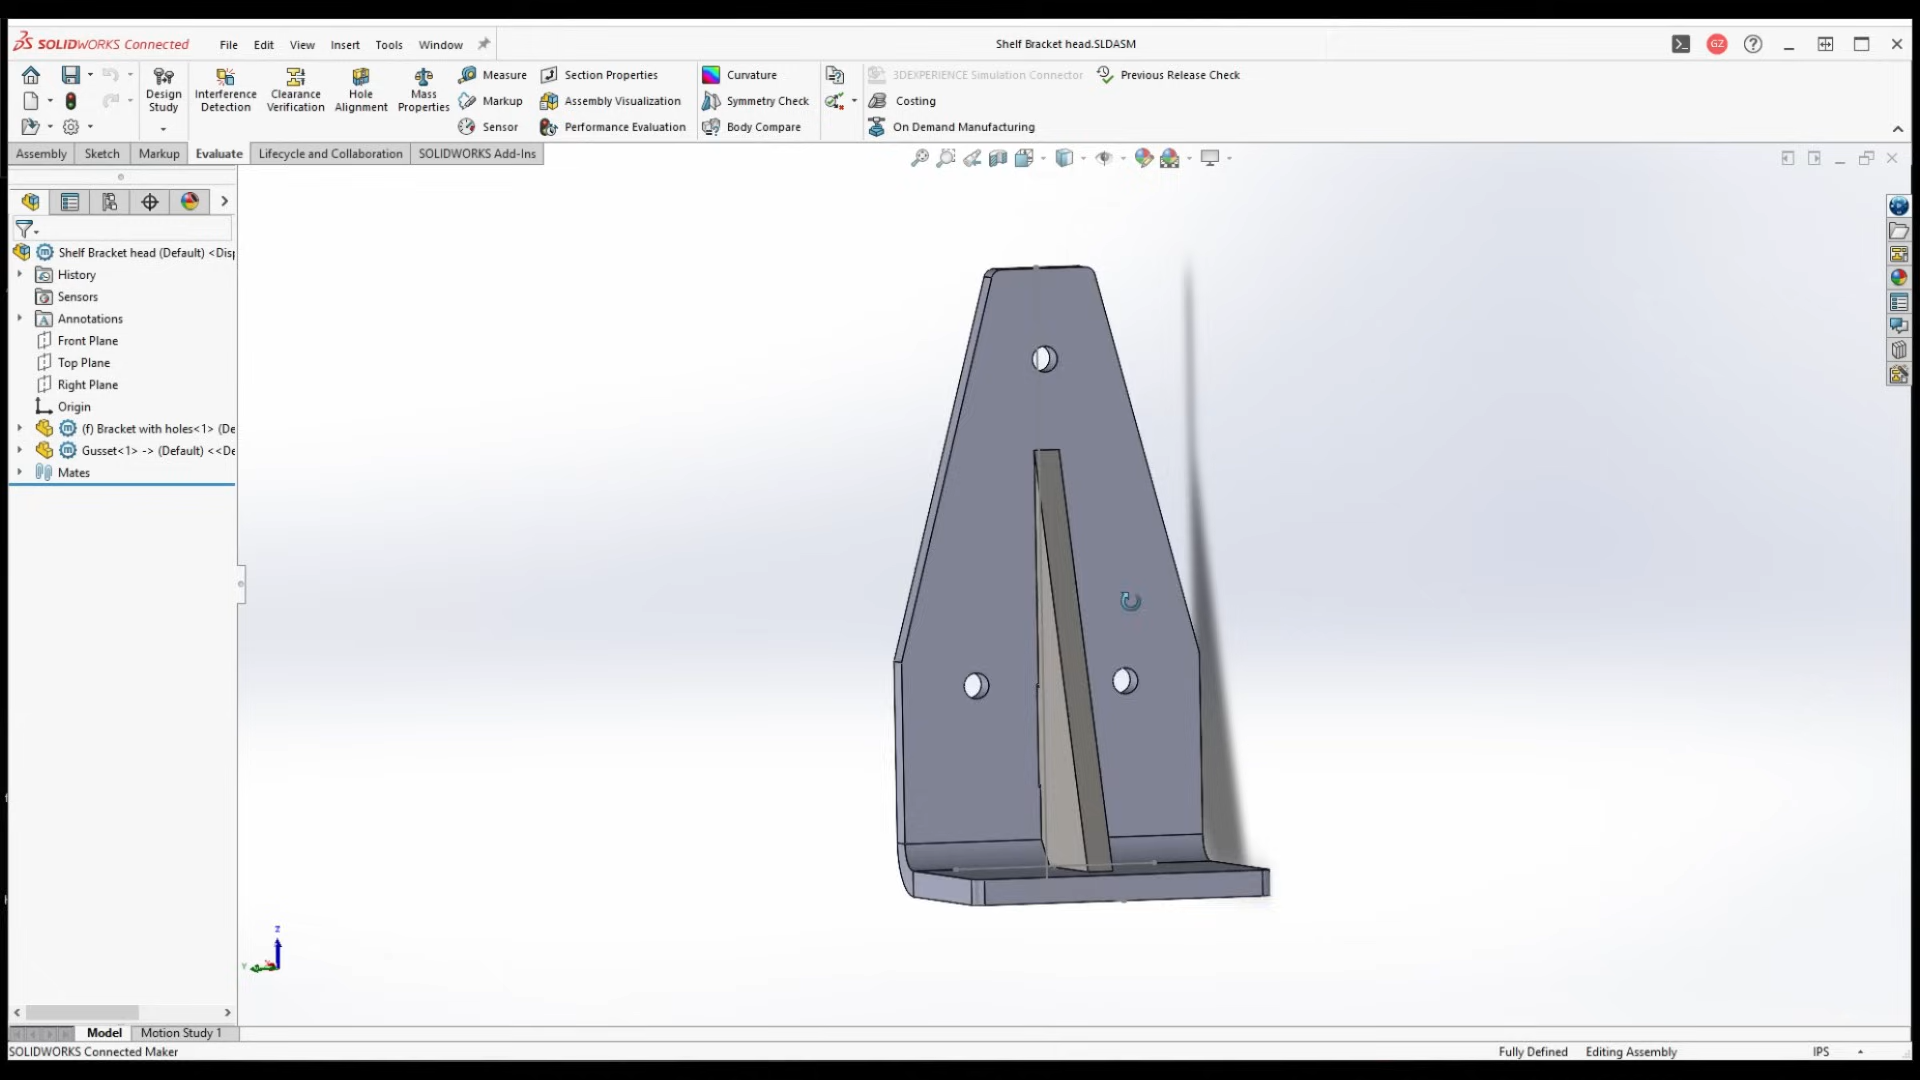 SOLIDWORKS Connected
File Edit View Insert Tools Window
Shelf Bracket head.SLDASM
GZ
Design Study
Interference Detection
Clearance Verification
Hole Alignment
Mass Properties
Measure
Markup
Sensor
Section Properties
Assembly Visualization
Performance Evaluation
Curvature
Symmetry Check
Body Compare
3DEXPERIENCE Simulation Connector
Costing
On Demand Manufacturing
Previous Release Check
Assembly Sketch Markup Evaluate Lifecycle and Collaboration SOLIDWORKS Add-Ins
Shelf Bracket head (Default) <Disp
History
Sensors
Annotations
Front Plane
Top Plane
Right Plane
Origin
(f) Bracket with holes<1> (De
Gusset<1> -> (Default) <<De
Mates
Z
Y
Model Motion Study 1
SOLIDWORKS Connected Maker
Fully Defined Editing Assembly IPS